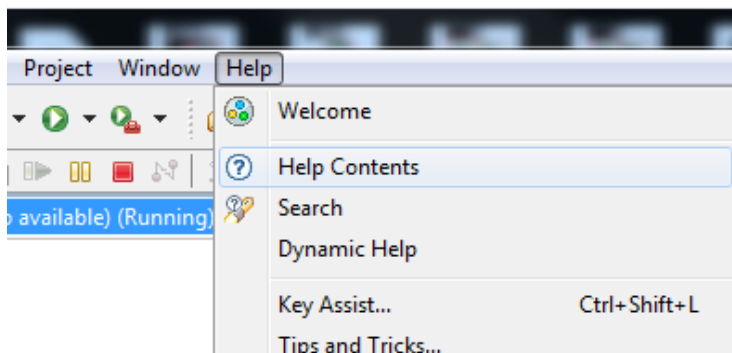 Project Window Help
Welcome
Help Contents
available) (Running)
Search
Dynamic Help
Key Assist... Ctrl+Shift+L
Tips and Tricks...